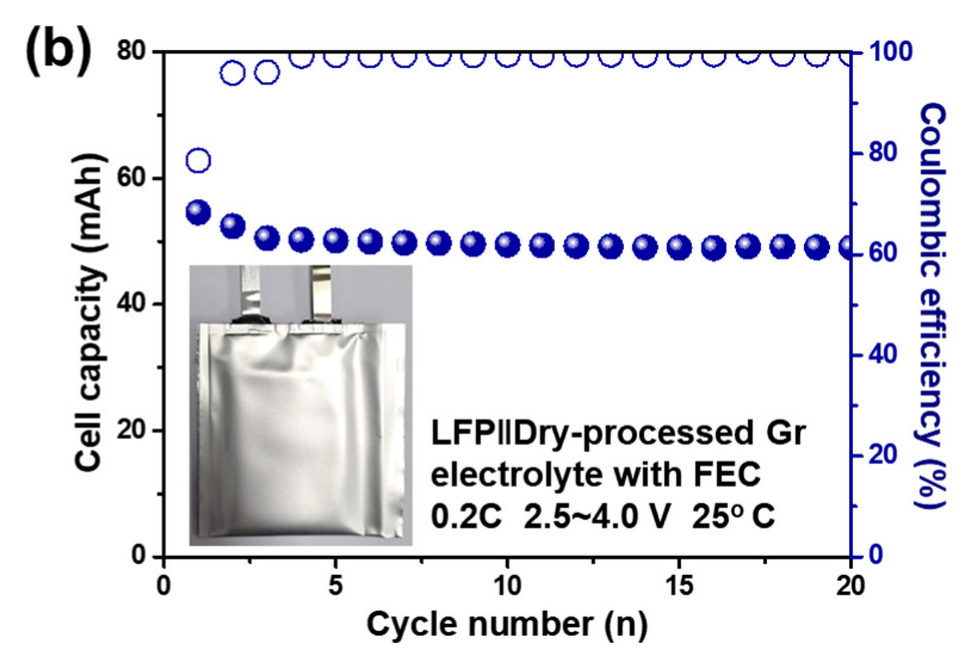 (b)
80
60
40
20
0
Cell capacity (mAh)
100
80
60
40
20
0
Coulombic efficiency (%)
LFP||Dry-processed Gr
electrolyte with FEC
0.2C 2.5~4.0 V 25° C
0 5 10 15 20
Cycle number (n)